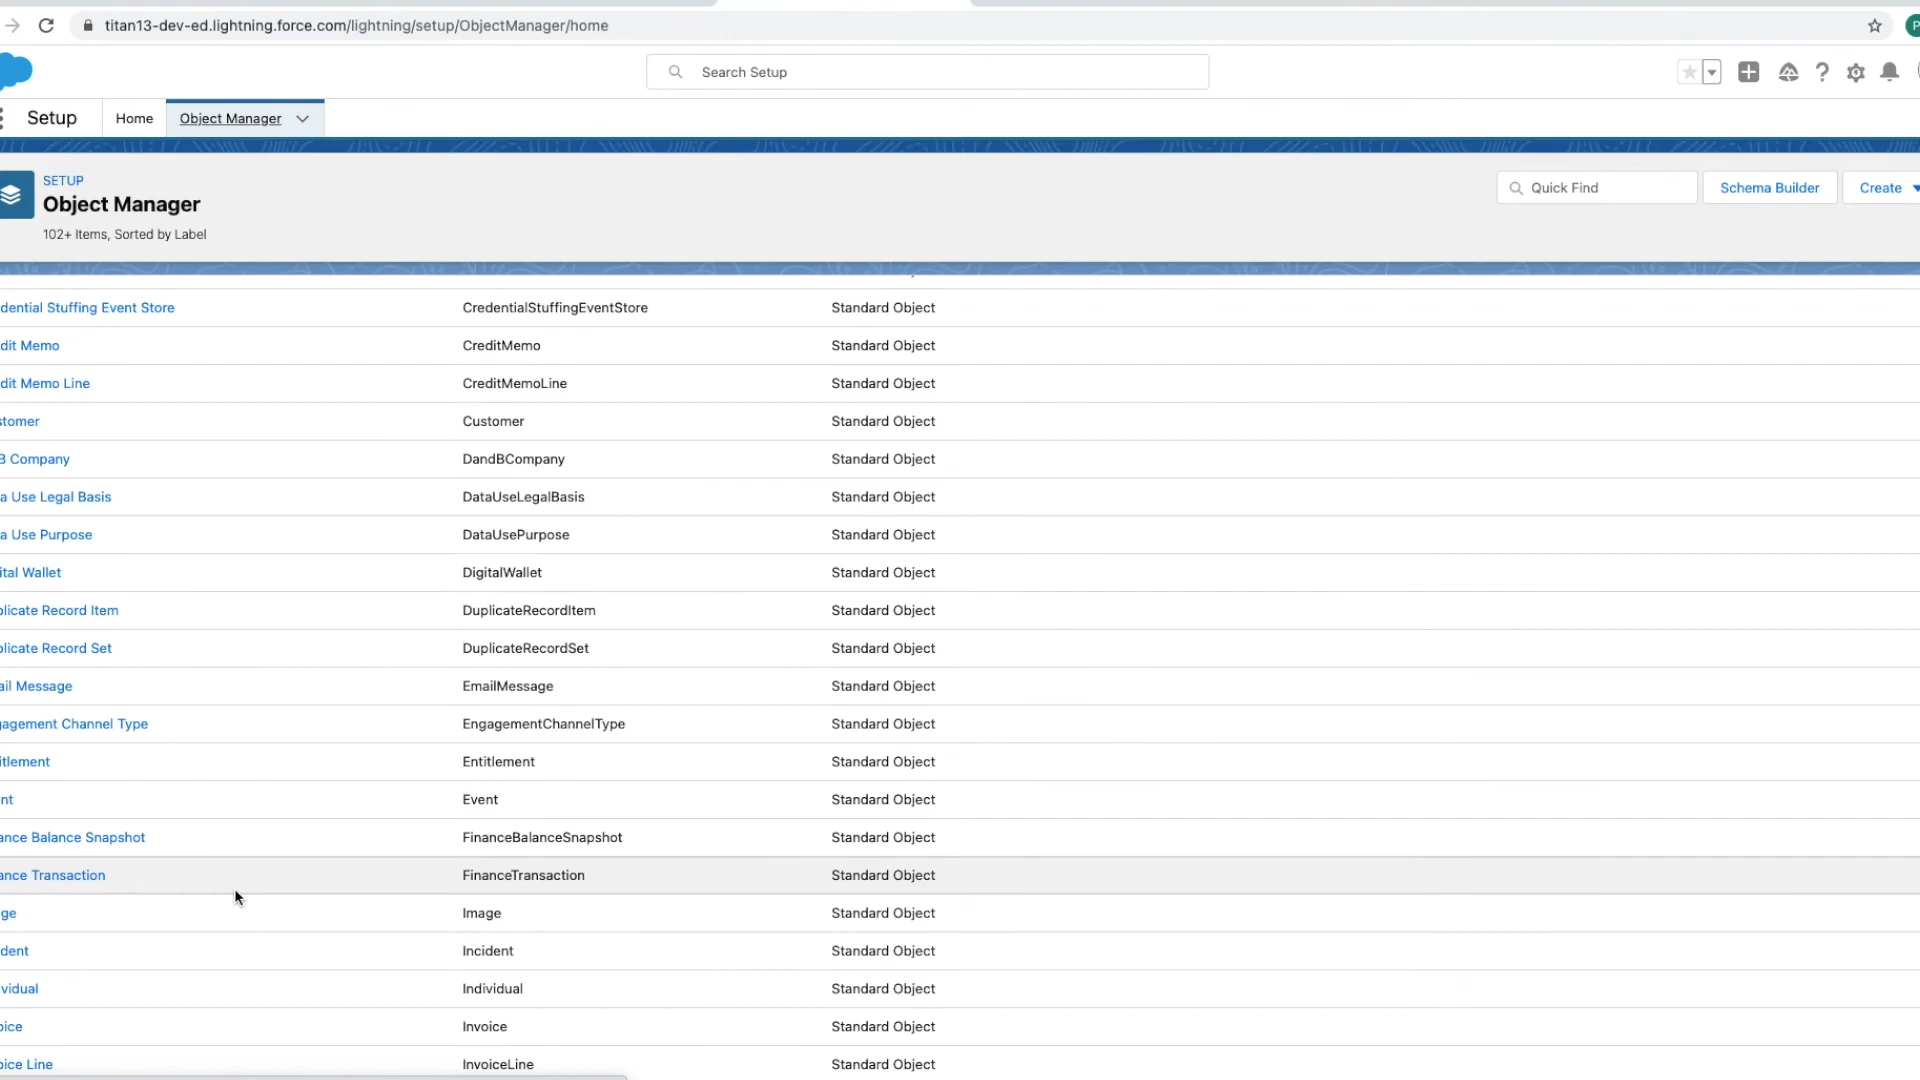 titan13-dev-ed.lightning.force.com/lightning/setup/ObjectManager/home
P
Search Setup
Setup Home Object Manager
SETUP
Object Manager
102+ Items, Sorted by Label
Quick Find Schema Builder Create
dential Stuffing Event Store CredentialStuffingEventStore Standard Object
dit Memo CreditMemo Standard Object
dit Memo Line CreditMemoLine Standard Object
stomer Customer Standard Object
B Company DandBCompany Standard Object
a Use Legal Basis DataUseLegalBasis Standard Object
a Use Purpose DataUsePurpose Standard Object
ital Wallet DigitalWallet Standard Object
plicate Record Item DuplicateRecordItem Standard Object
plicate Record Set DuplicateRecordSet Standard Object
ail Message EmailMessage Standard Object
gagement Channel Type EngagementChannelType Standard Object
itlement Entitlement Standard Object
nt Event Standard Object
ance Balance Snapshot FinanceBalanceSnapshot Standard Object
ance Transaction FinanceTransaction Standard Object
ge Image Standard Object
dent Incident Standard Object
vidual Individual Standard Object
oice Invoice Standard Object
oice Line InvoiceLine Standard Object